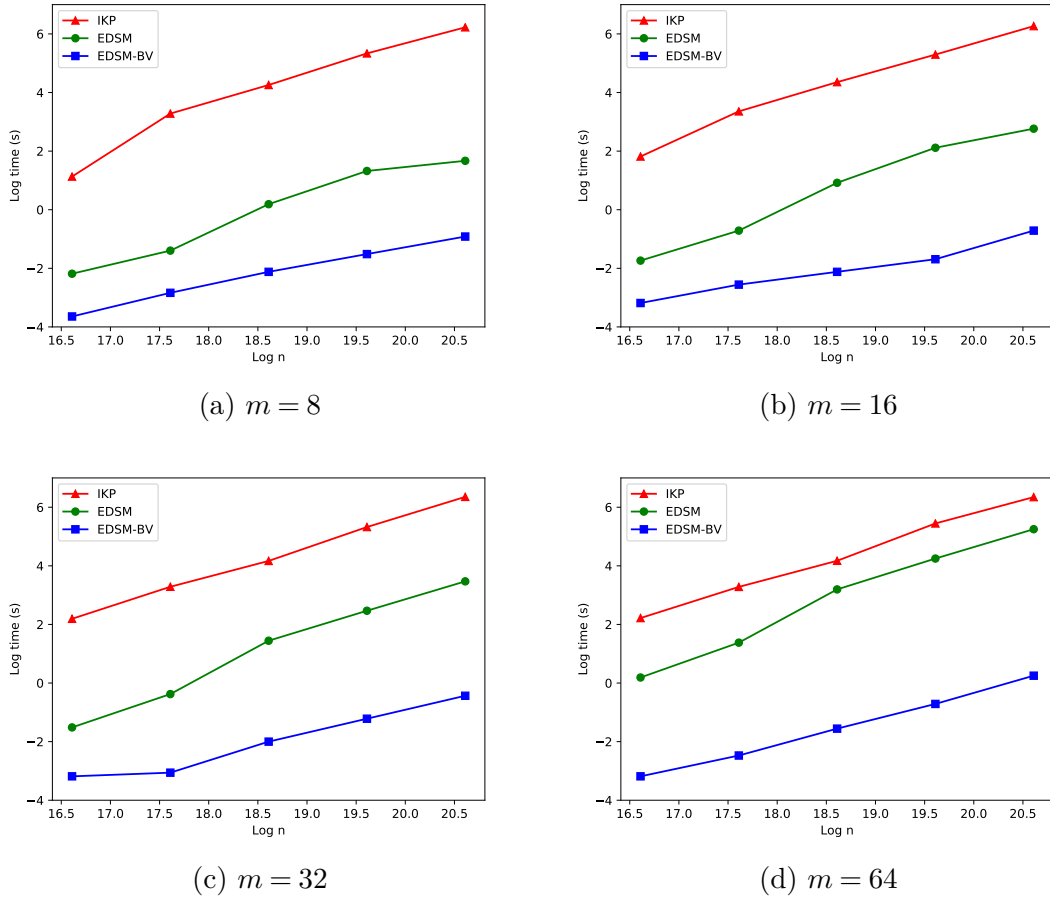 IKP
EDSM
EDSM-BV
Log time (s)
6
4
2
0
−2
−4
16.5 17.0 17.5 18.0 18.5 19.0 19.5 20.0 20.5
Log n
(a) m = 8
IKP
EDSM
EDSM-BV
Log time (s)
6
4
2
0
−2
−4
16.5 17.0 17.5 18.0 18.5 19.0 19.5 20.0 20.5
Log n
(b) m = 16
IKP
EDSM
EDSM-BV
Log time (s)
6
4
2
0
−2
−4
16.5 17.0 17.5 18.0 18.5 19.0 19.5 20.0 20.5
Log n
(c) m = 32
IKP
EDSM
EDSM-BV
Log time (s)
6
4
2
0
−2
−4
16.5 17.0 17.5 18.0 18.5 19.0 19.5 20.0 20.5
Log n
(d) m = 64